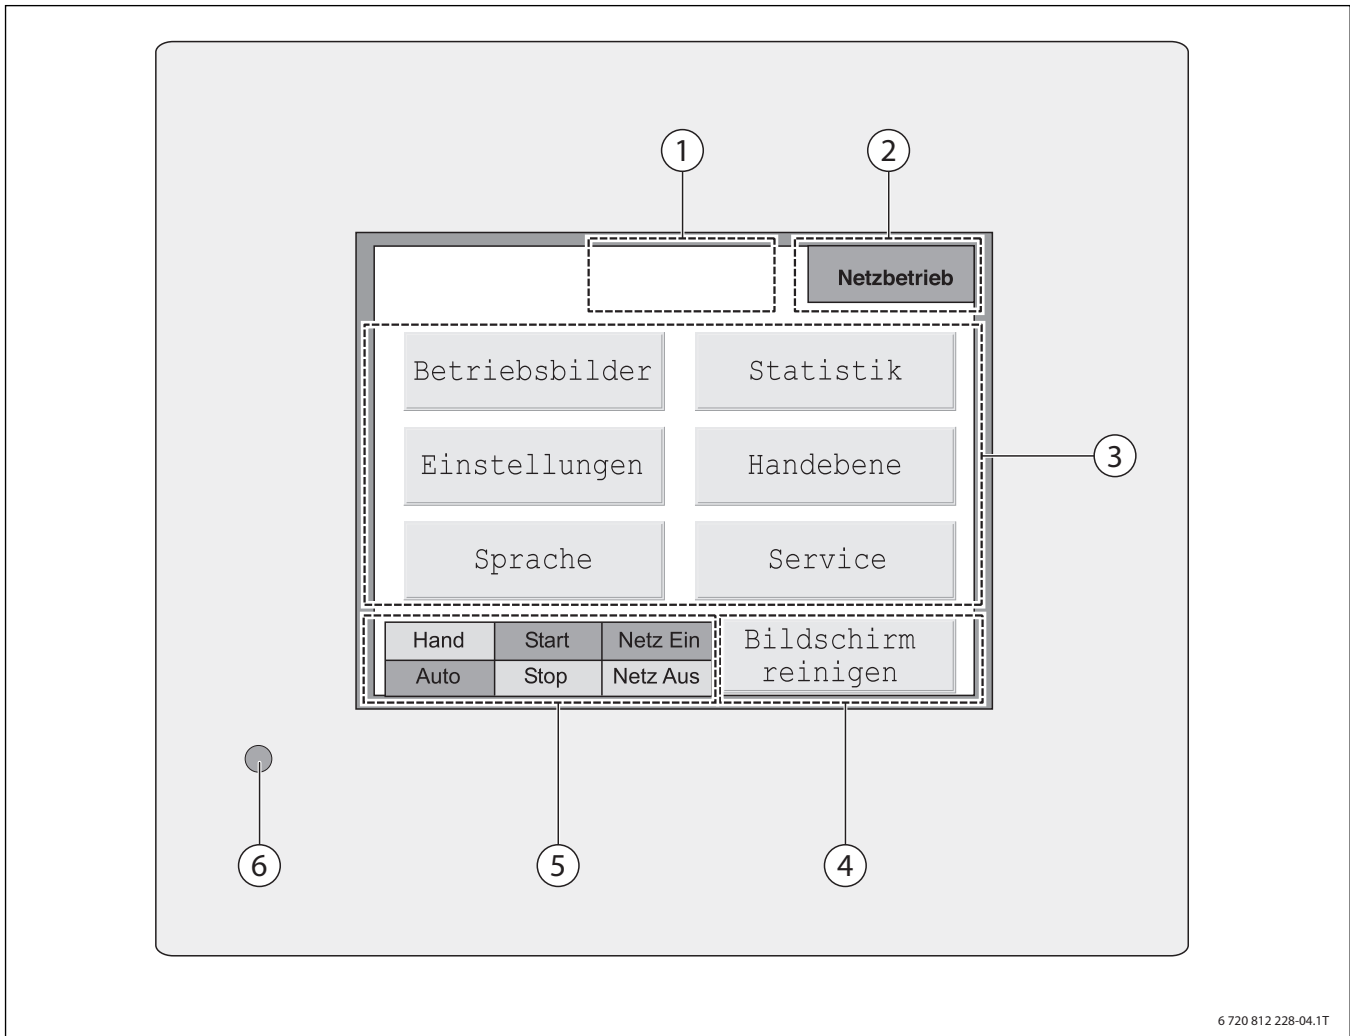 1 2
Netzbetrieb
Betriebsbilder Statistik
3
Einstellungen Handebene
Sprache Service
Hand Start Netz Ein
Auto Stop Netz Aus
Bildschirm
reinigen
6 5 4
6 720 812 228-04.1T